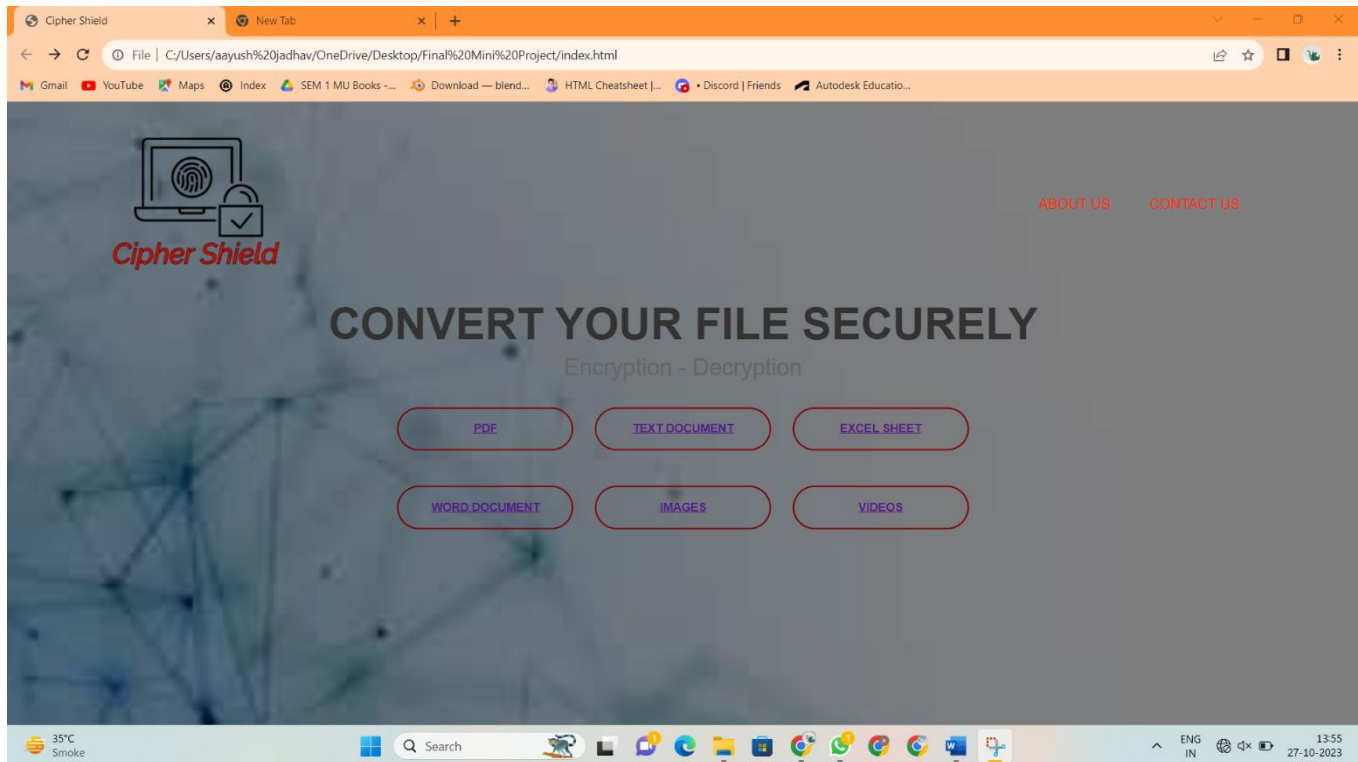 Cipher Shield
New Tab
File | C:/Users/aayush%20jadhav/OneDrive/Desktop/Final%20Mini%20Project/index.html
Gmail YouTube Maps Index SEM 1 MU Books -... Download — blend... HTML Cheatsheet |... • Discord | Friends Autodesk Educatio...
Cipher Shield
ABOUT US CONTACT US
CONVERT YOUR FILE SECURELY
Encryption - Decryption
PDF TEXT DOCUMENT EXCEL SHEET
WORD DOCUMENT IMAGES VIDEOS
35°C
Smoke
Search
ENG
IN
13:55
27-10-2023